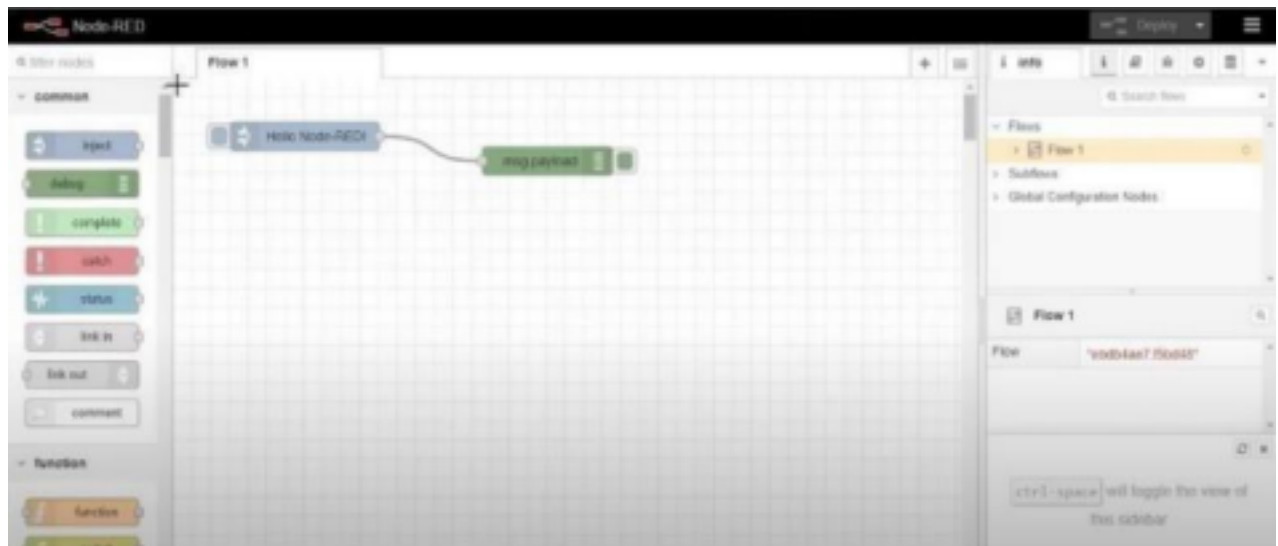 Node-RED
Deploy
filter nodes
Flow 1
info
common
Search flows
Flows
Hello Node-RED!
inject
Flow 1
msg.payload
debug
Subflows
Global Configuration Nodes
complete
catch
status
Flow 1
link in
Flow
link out
comment
function
ctrl-space will toggle the view of
this sidebar
function